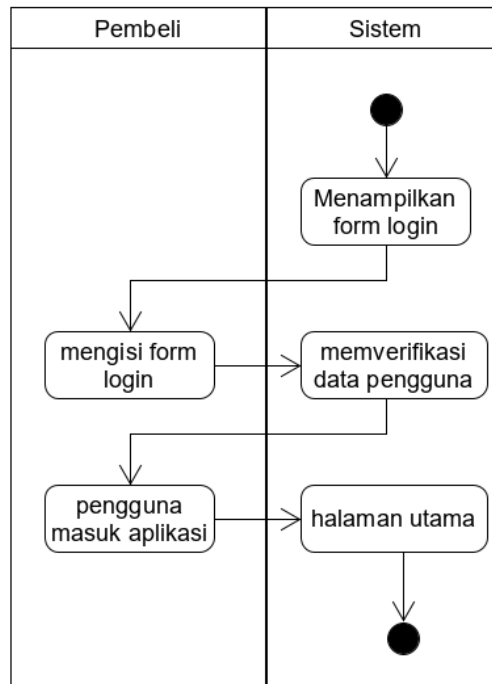 Pembeli
Sistem
Menampilkan
form login
mengisi form
login
memverifikasi
data pengguna
pengguna
masuk aplikasi
halaman utama